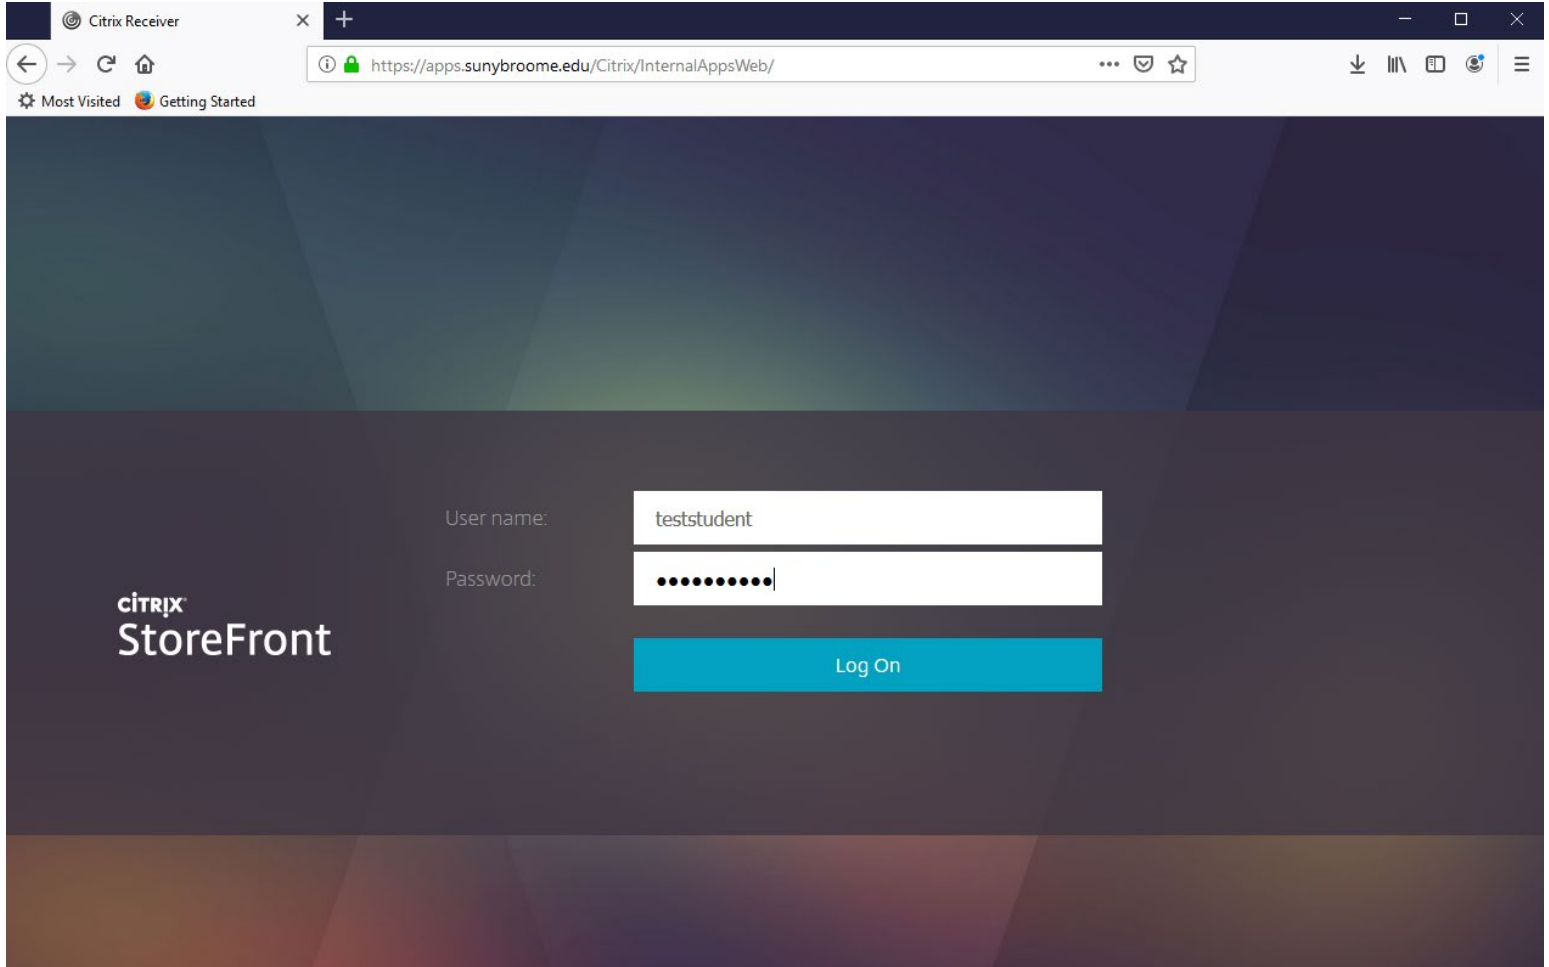 Citrix Receiver
https://apps.sunybroome.edu/Citrix/InternalAppsWeb/
Most Visited Getting Started
User name: teststudent
Password: ●●●●●●●●●●
citrix
StoreFront
Log On